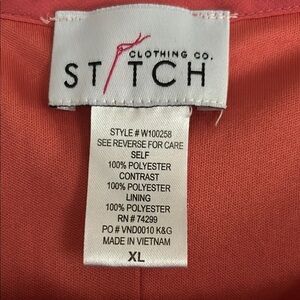 CLOTHING CO.
STITCH
STYLE # W100258
SEE REVERSE FOR CARE
SELF
100% POLYESTER
CONTRAST
100% POLYESTER
LINING
100% POLYESTER
RN # 74299
PO # VND0010 K&G
MADE IN VIETNAM
XL